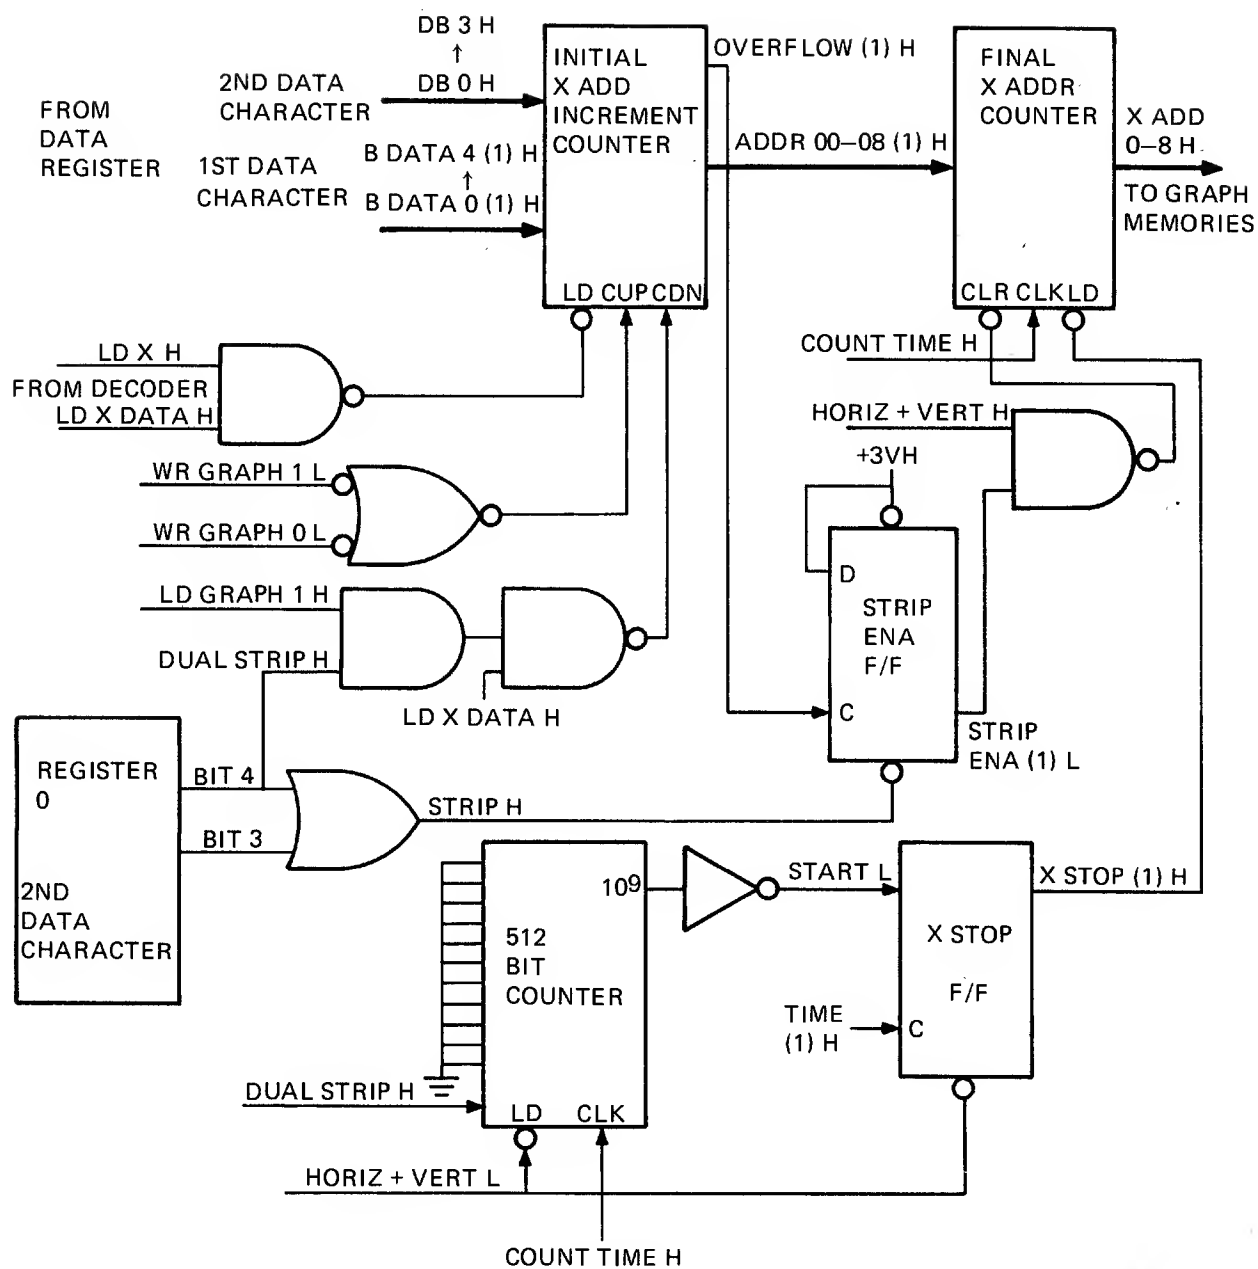 DB 3 H
↑
DB 0 H
2ND DATA
CHARACTER
FROM
DATA
REGISTER
1ST DATA
CHARACTER
B DATA 4 (1) H
↑
B DATA 0 (1) H
INITIAL
X ADD
INCREMENT
COUNTER
LD CUP CDN
OVERFLOW (1) H
ADDR 00–08 (1) H
FINAL
X ADDR
COUNTER
CLR CLK LD
X ADD
0–8 H
TO GRAPH
MEMORIES
LD X H
FROM DECODER
LD X DATA H
COUNT TIME H
HORIZ + VERT H
+3VH
WR GRAPH 1 L
WR GRAPH 0 L
LD GRAPH 1 H
DUAL STRIP H
LD X DATA H
D
STRIP
ENA
F/F
C
STRIP
ENA (1) L
REGISTER
0
2ND
DATA
CHARACTER
BIT 4
BIT 3
STRIP H
10⁹
512
BIT
COUNTER
LD CLK
START L
X STOP
F/F
C
X STOP (1) H
TIME
(1) H
DUAL STRIP H
HORIZ + VERT L
COUNT TIME H